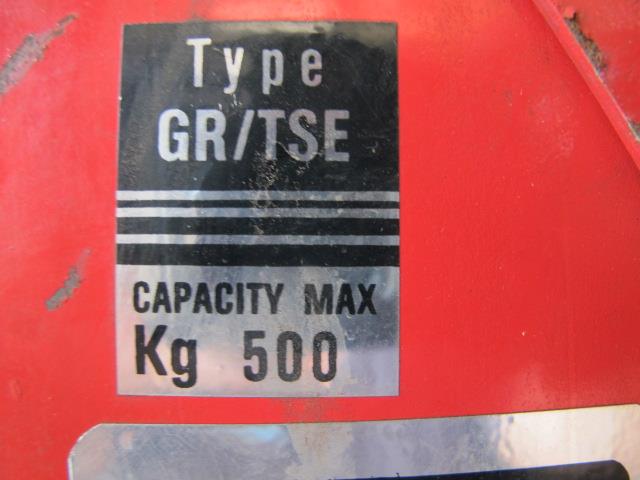 Type
GR/TSE
CAPACITY MAX
Kg 500